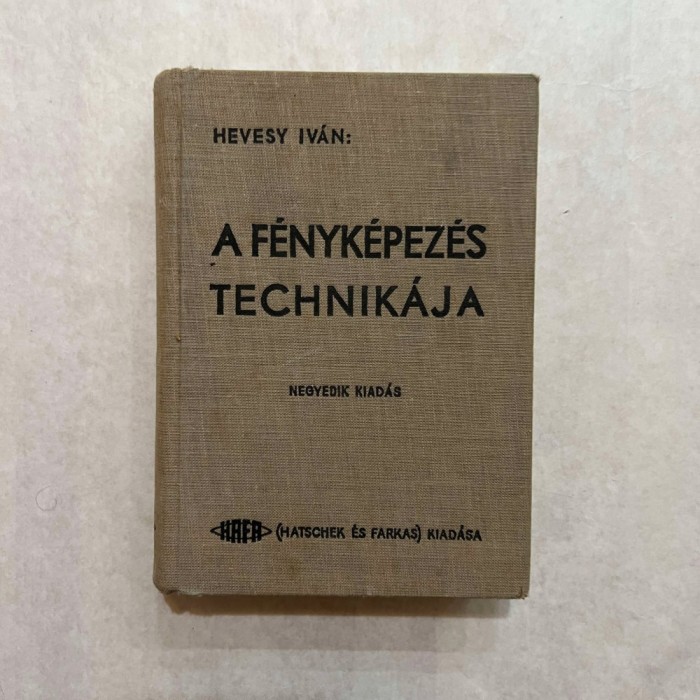 HEVESY IVÁN:
A FÉNYKÉPEZÉS
TECHNIKÁJA
NEGYEDIK KIADÁS
<HAFA> (HATSCHEK ÉS FARKAS) KIADÁSA